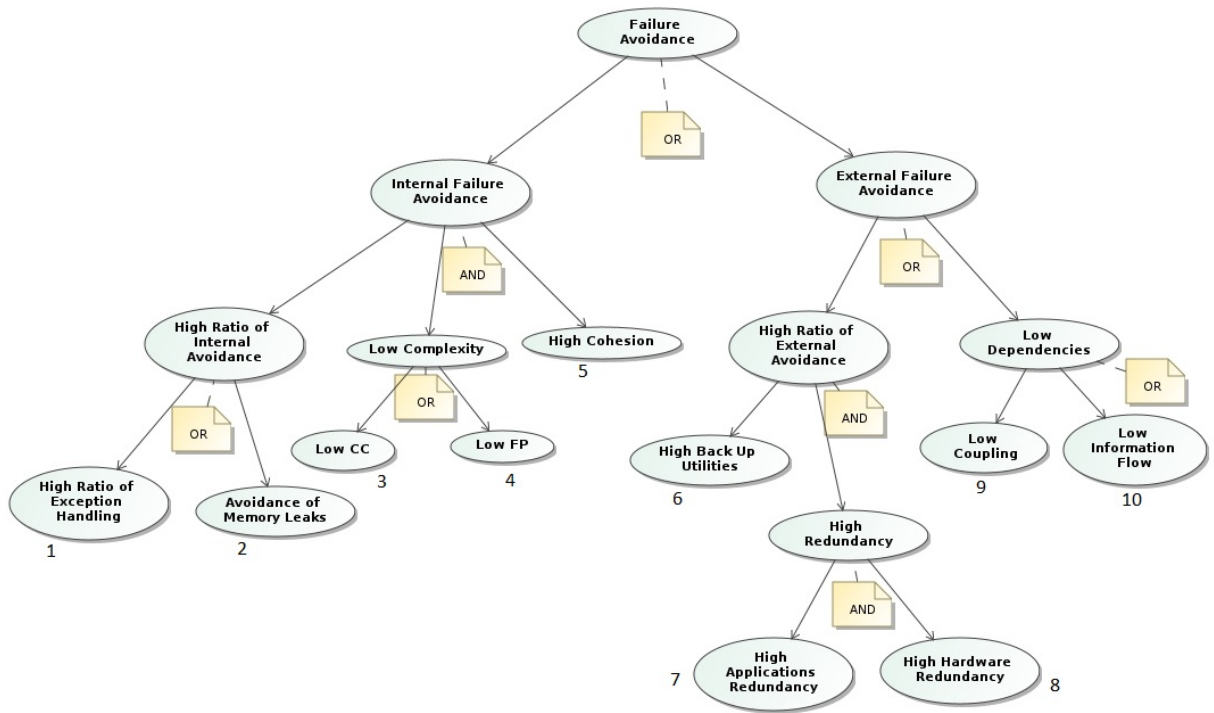 Failure
Avoidance
OR
Internal Failure
Avoidance
External Failure
Avoidance
AND
OR
High Ratio of
Internal
Avoidance
Low Complexity
High Cohesion
5
High Ratio of
External
Avoidance
Low
Dependencies
OR
OR
AND
OR
High Ratio of
Exception
Handling
1
Avoidance of
Memory Leaks
2
Low CC
3
Low FP
4
High Back Up
Utilities
6
Low
Coupling
9
Low
Information
Flow
10
High
Redundancy
AND
High
Applications
Redundancy
7
High Hardware
Redundancy
8